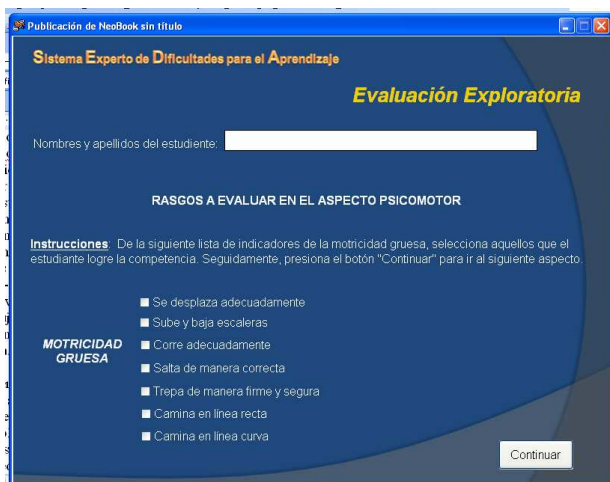 Publicación de NeoBook sin título
Sistema Experto de Dificultades para el Aprendizaje
Evaluación Exploratoria
Nombres y apellidos del estudiante:
RASGOS A EVALUAR EN EL ASPECTO PSICOMOTOR
Instrucciones: De la siguiente lista de indicadores de la motricidad gruesa, selecciona aquellos que el
estudiante logre la competencia. Seguidamente, presiona el botón "Continuar" para ir al siguiente aspecto.
MOTRICIDAD
GRUESA
Se desplaza adecuadamente
Sube y baja escaleras
Corre adecuadamente
Salta de manera correcta
Trepa de manera firme y segura
Camina en línea recta
Camina en línea curva
Continuar